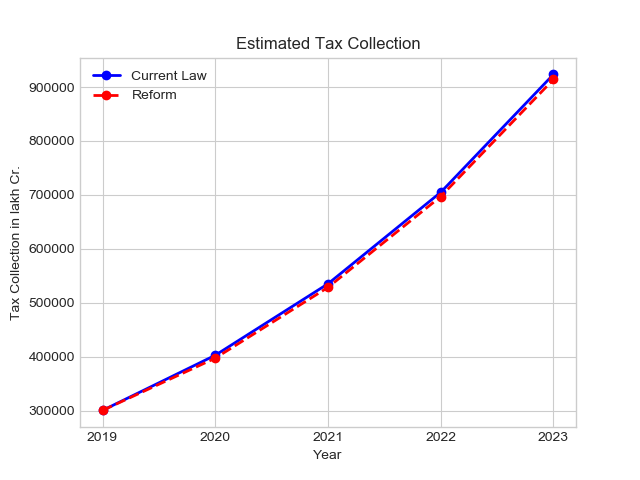 Estimated Tax Collection
Current Law
Reform
900000
800000
700000
600000
500000
400000
300000
Tax Collection in lakh Cr.
2019 2020 2021 2022 2023
Year